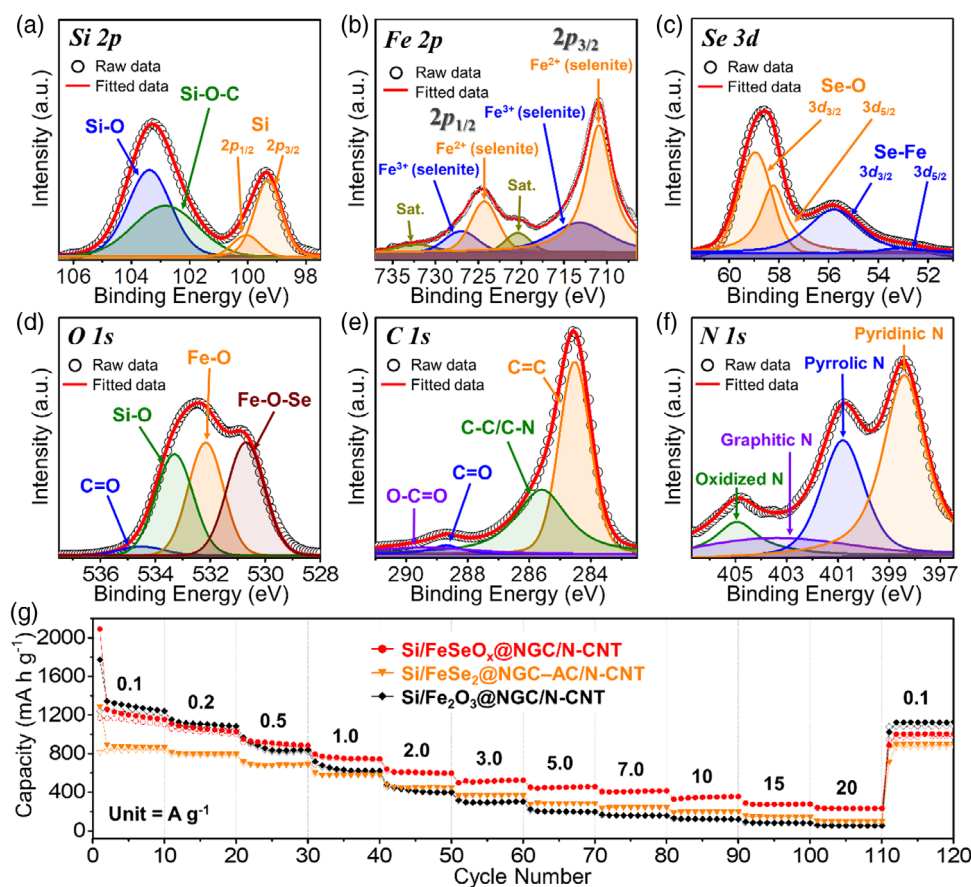 (a)
Si 2p
Raw data
Fitted data
Si-O-C
Si-O
Si
2p1/2 2p3/2
Intensity (a.u.)
106 104 102 100 98
Binding Energy (eV)
(b)
Fe 2p
2p3/2
Fe2+ (selenite)
Raw data
Fitted data
Fe3+ (selenite)
2p1/2
Fe2+ (selenite)
Fe3+ (selenite)
Sat.
Sat.
Intensity (a.u.)
735 730 725 720 715 710
Binding Energy (eV)
(c)
Se 3d
Raw data
Fitted data
Se-O
3d3/2 3d5/2
Se-Fe
3d3/2 3d5/2
Intensity (a.u.)
60 58 56 54 52
Binding Energy (eV)
(d)
O 1s
Raw data
Fitted data
Fe-O
Si-O
Fe-O-Se
C=O
Intensity (a.u.)
536 534 532 530 528
Binding Energy (eV)
(e)
C 1s
Raw data
Fitted data
C=C
C-C/C-N
C=O
O-C=O
Intensity (a.u.)
290 288 286 284
Binding Energy (eV)
(f)
N 1s
Pyridinic N
Raw data
Fitted data
Pyrrolic N
Graphitic N
Oxidized N
Intensity (a.u.)
405 403 401 399 397
Binding Energy (eV)
(g)
2000
1600
1200
800
400
0
Capacity (mA h g-1)
Si/FeSeOx@NGC/N-CNT
Si/FeSe2@NGC–AC/N-CNT
Si/Fe2O3@NGC/N-CNT
0.1 0.2 0.5 1.0 2.0 3.0 5.0 7.0 10 15 20 0.1
Unit = A g-1
0 10 20 30 40 50 60 70 80 90 100 110 120
Cycle Number